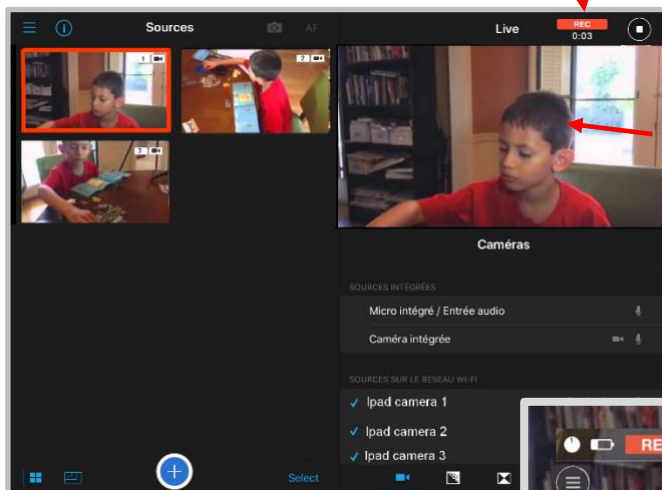 Sources
AF
Live
REC
0:03
1
2
3
Caméras
SOURCES INTÉGRÉES
Micro intégré / Entrée audio
Caméra intégrée
SOURCES SUR LE RÉSEAU WI-FI
Ipad camera 1
Ipad camera 2
Ipad camera 3
Select